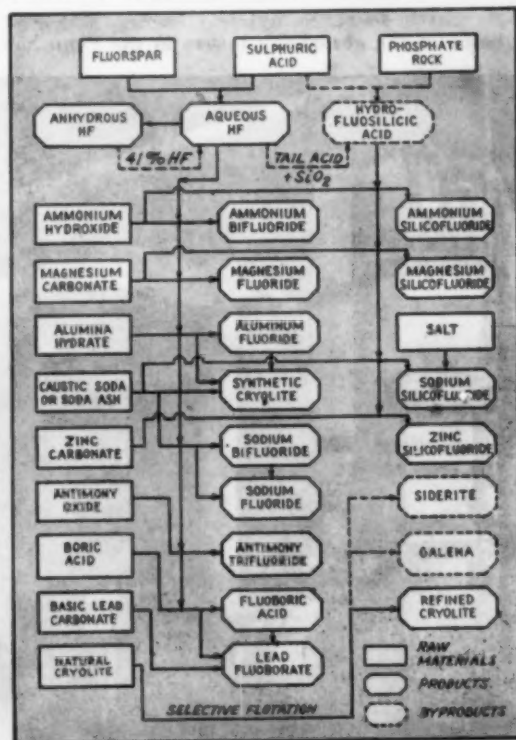 FLUORSPAR
SULPHURIC
ACID
PHOSPHATE
ROCK
ANHYDROUS
HF
AQUEOUS
HF
HYDRO-
FLUOSILICIC
ACID
41% HF
TAIL ACID
+ SiO2
AMMONIUM
HYDROXIDE
AMMONIUM
BIFLUORIDE
AMMONIUM
SILICOFLUORIDE
MAGNESIUM
CARBONATE
MAGNESIUM
FLUORIDE
MAGNESIUM
SILICOFLUORIDE
ALUMINA
HYDRATE
ALUMINUM
FLUORIDE
SALT
CAUSTIC SODA
OR SODA ASH
SYNTHETIC
CRYOLITE
SODIUM
SILICOFLUORIDE
ZINC
CARBONATE
SODIUM
BIFLUORIDE
ZINC
SILICOFLUORIDE
ANTIMONY
OXIDE
SODIUM
FLUORIDE
SIDERITE
BORIC
ACID
ANTIMONY
TRIFLUORIDE
GALENA
BASIC LEAD
CARBONATE
FLUOBORIC
ACID
REFINED
CRYOLITE
NATURAL
CRYOLITE
LEAD
FLUOBORATE
RAW
MATERIALS
PRODUCTS
BYPRODUCTS
SELECTIVE FLOTATION